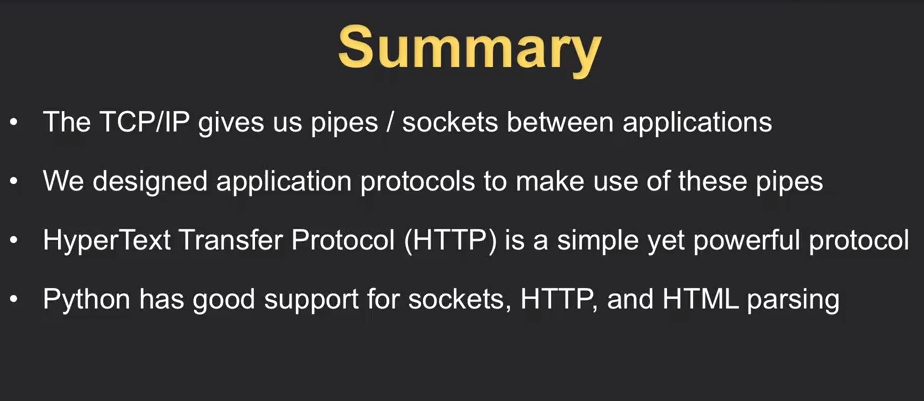 Summary
• The TCP/IP gives us pipes / sockets between applications
• We designed application protocols to make use of these pipes
• HyperText Transfer Protocol (HTTP) is a simple yet powerful protocol
• Python has good support for sockets, HTTP, and HTML parsing